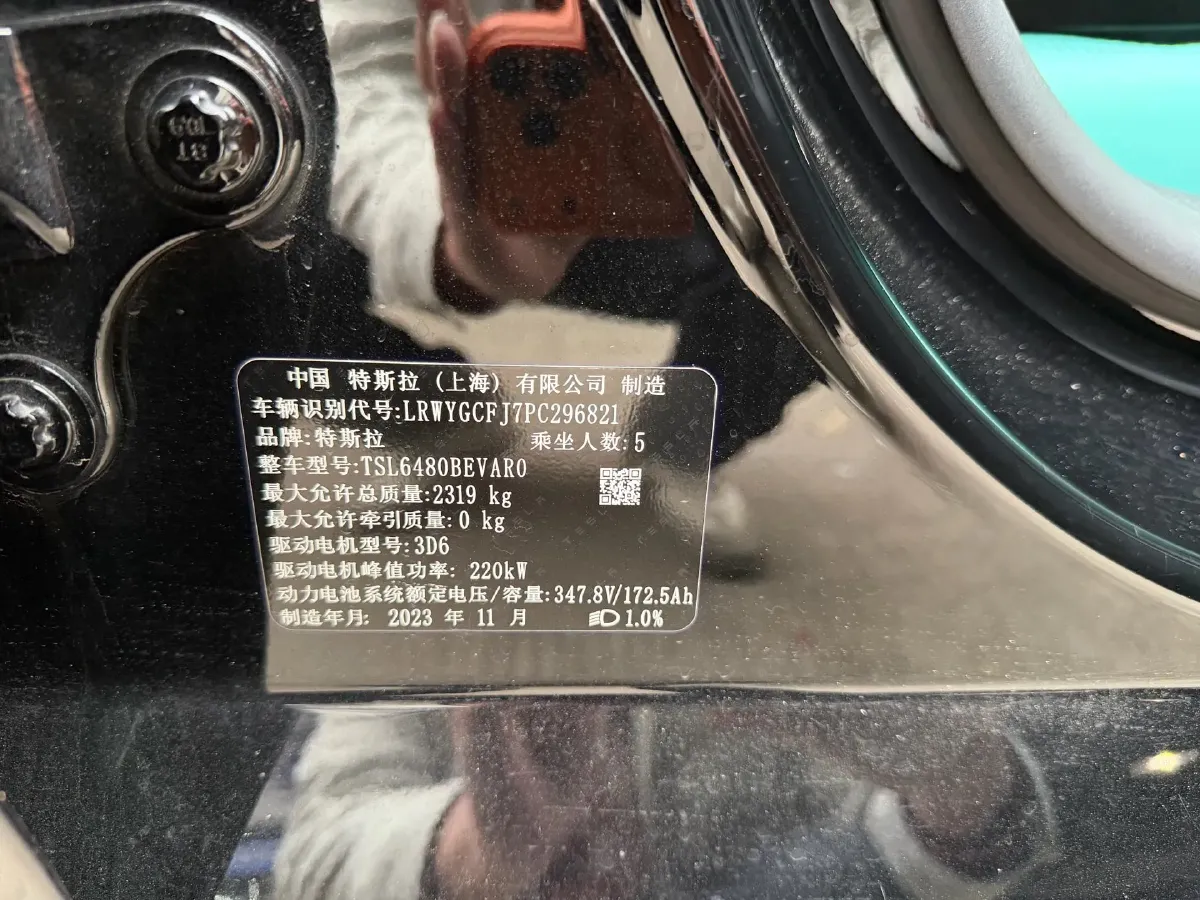 中国 特斯拉 (上海) 有限公司 制造
车辆识别代号:LRWYGCFJ7PC296821
品牌:特斯拉 乘坐人数:5
整车型号:TSL6480BEVAR0
最大允许总质量:2319 kg
最大允许牵引质量:0 kg
驱动电机型号:3D6
驱动电机峰值功率: 220kW
动力电池系统额定电压/容量:347.8V/172.5Ah
制造年月: 2023 年 11 月 1.0%